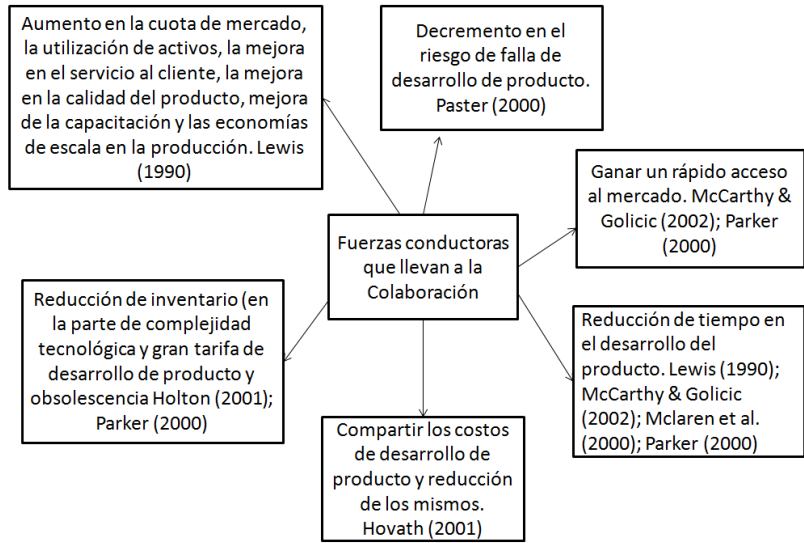 Aumento en la cuota de mercado,
la utilización de activos, la mejora
en el servicio al cliente, la mejora
en la calidad del producto, mejora
de la capacitación y las economías
de escala en la producción. Lewis
(1990)
Decremento en el
riesgo de falla de
desarrollo de producto.
Paster (2000)
Ganar un rápido acceso
al mercado. McCarthy &
Golicic (2002); Parker
(2000)
Fuerzas conductoras
que llevan a la
Colaboración
Reducción de inventario (en
la parte de complejidad
tecnológica y gran tarifa de
desarrollo de producto y
obsolescencia Holton (2001);
Parker (2000)
Reducción de tiempo en
el desarrollo del
producto. Lewis (1990);
McCarthy & Golicic
(2002); Mclaren et al.
(2000); Parker (2000)
Compartir los costos
de desarrollo de
producto y reducción
de los mismos.
Hovath (2001)